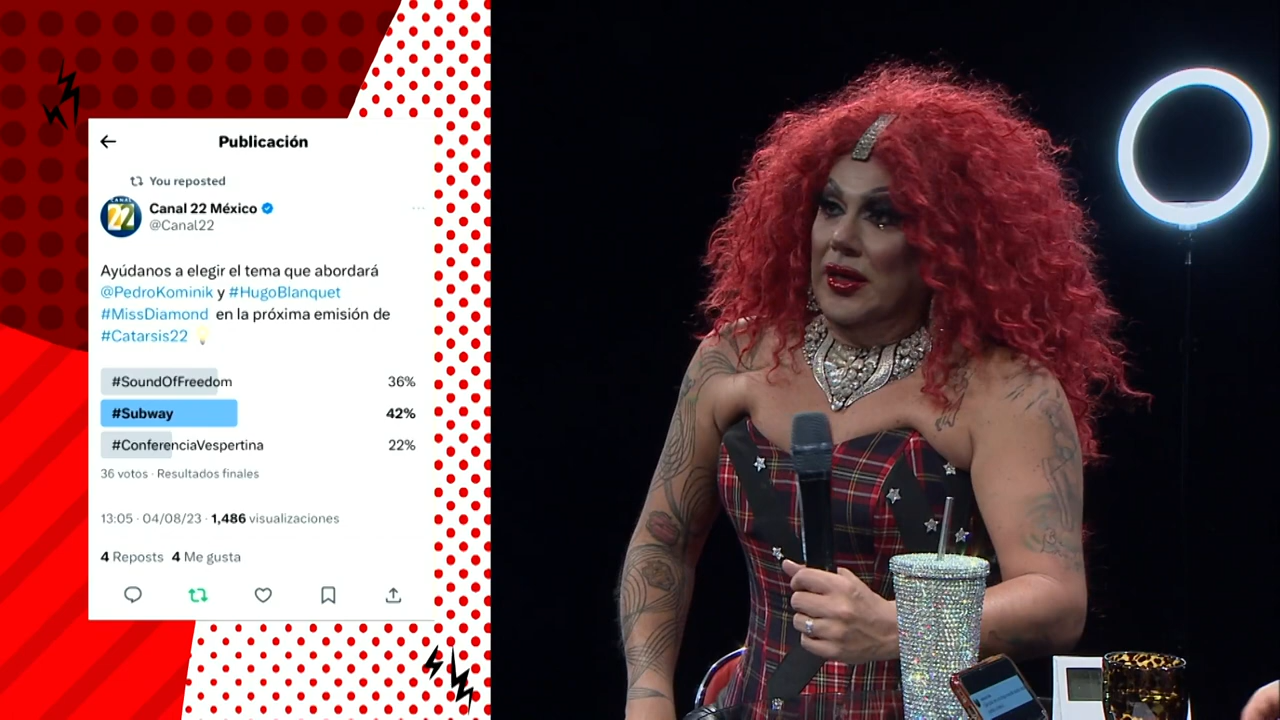 Publicación
You reposted
CANAL
22
Canal 22 México
@Canal22
Ayúdanos a elegir el tema que abordará
@PedroKominik y #HugoBlanquet
#MissDiamond en la próxima emisión de
#Catarsis22
#SoundOfFreedom 36%
#Subway 42%
#ConferenciaVespertina 22%
36 votos · Resultados finales
13:05 · 04/08/23 · 1,486 visualizaciones
4 Reposts 4 Me gusta